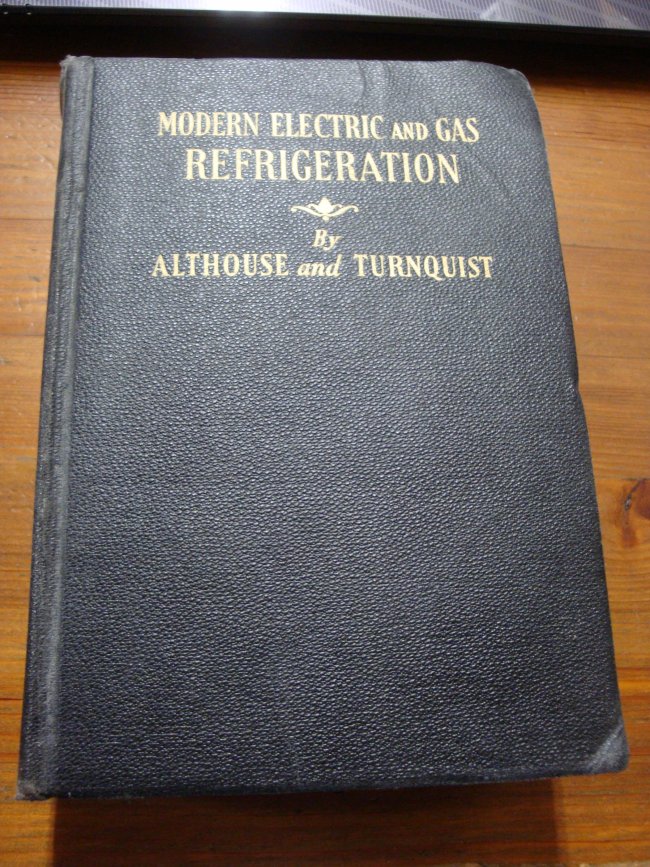 MODERN ELECTRIC AND GAS
REFRIGERATION
By
ALTHOUSE and TURNQUIST